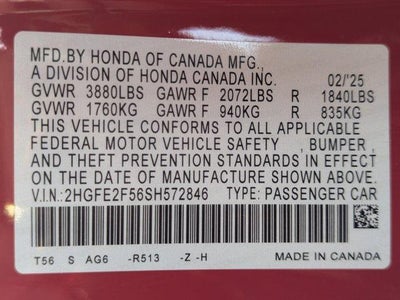 MFD.BY HONDA OF CANADA MFG.,
A DIVISION OF HONDA CANADA INC. 02/'25
GVWR 3880LBS GAWR F 2072LBS R 1840LBS
GVWR 1760KG GAWR F 940KG R 835KG
THIS VEHICLE CONFORMS TO ALL APPLICABLE
FEDERAL MOTOR VEHICLE SAFETY , BUMPER ,
AND THEFT PREVENTION STANDARDS IN EFFECT
ON THE DATE OF MANUFACTURE SHOWN ABOVE.
V.I.N:2HGFE2F56SH572846 TYPE: PASSENGER CAR
T56 S AG6 -R513 -Z -H MADE IN CANADA